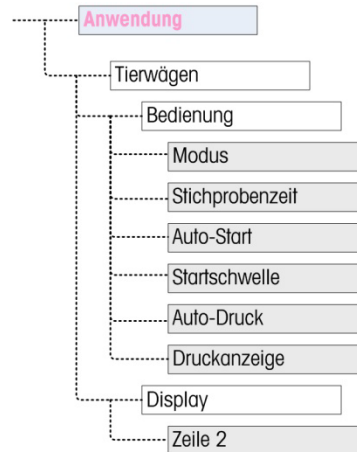 Anwendung
Tierwägen
Bedienung
Modus
Stichprobenzeit
Auto-Start
Startschwelle
Auto-Druck
Druckanzeige
Display
Zeile 2